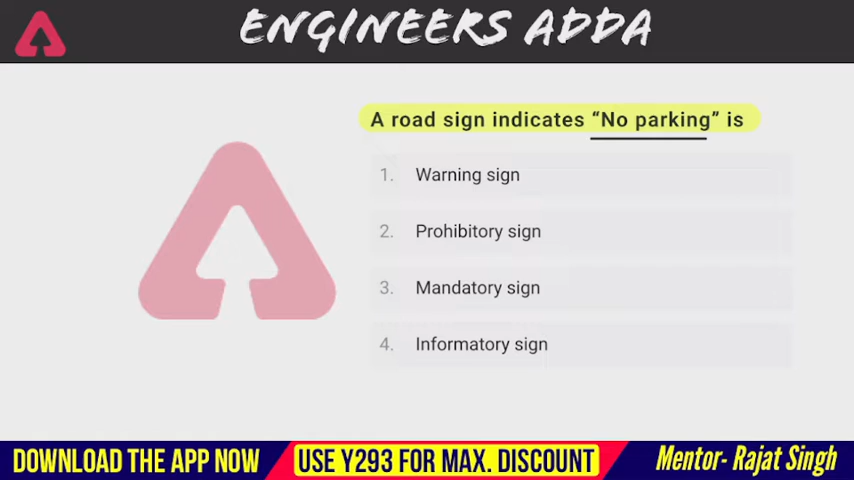 ENGINEERS ADDA
A road sign indicates “No parking” is
1. Warning sign
2. Prohibitory sign
3. Mandatory sign
4. Informatory sign
DOWNLOAD THE APP NOW
USE Y293 FOR MAX. DISCOUNT
Mentor- Rajat Singh